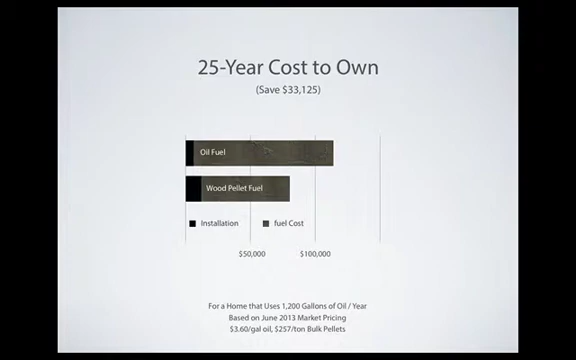 25-Year Cost to Own
(Save $33,125)
Oil Fuel
Wood Pellet Fuel
Installation
fuel Cost
$50,000
$100,000
For a Home that Uses 1,200 Gallons of Oil / Year
Based on June 2013 Market Pricing
$3.60/gal oil, $257/ton Bulk Pellets